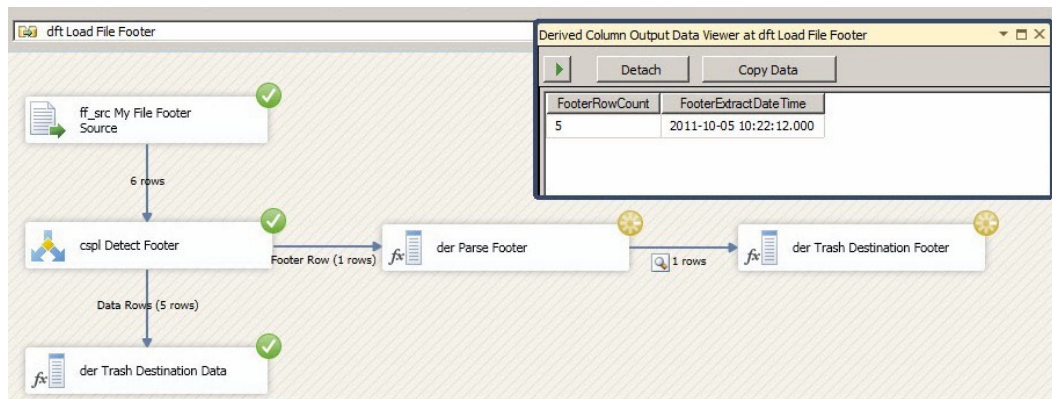 dft Load File Footer
Derived Column Output Data Viewer at dft Load File Footer
Detach
Copy Data
FooterRowCount FooterExtractDateTime
5 2011-10-05 10:22:12.000
ff_src My File Footer
Source
6 rows
cspl Detect Footer
Footer Row (1 rows)
fx der Parse Footer
1 rows
fx der Trash Destination Footer
Data Rows (5 rows)
fx der Trash Destination Data